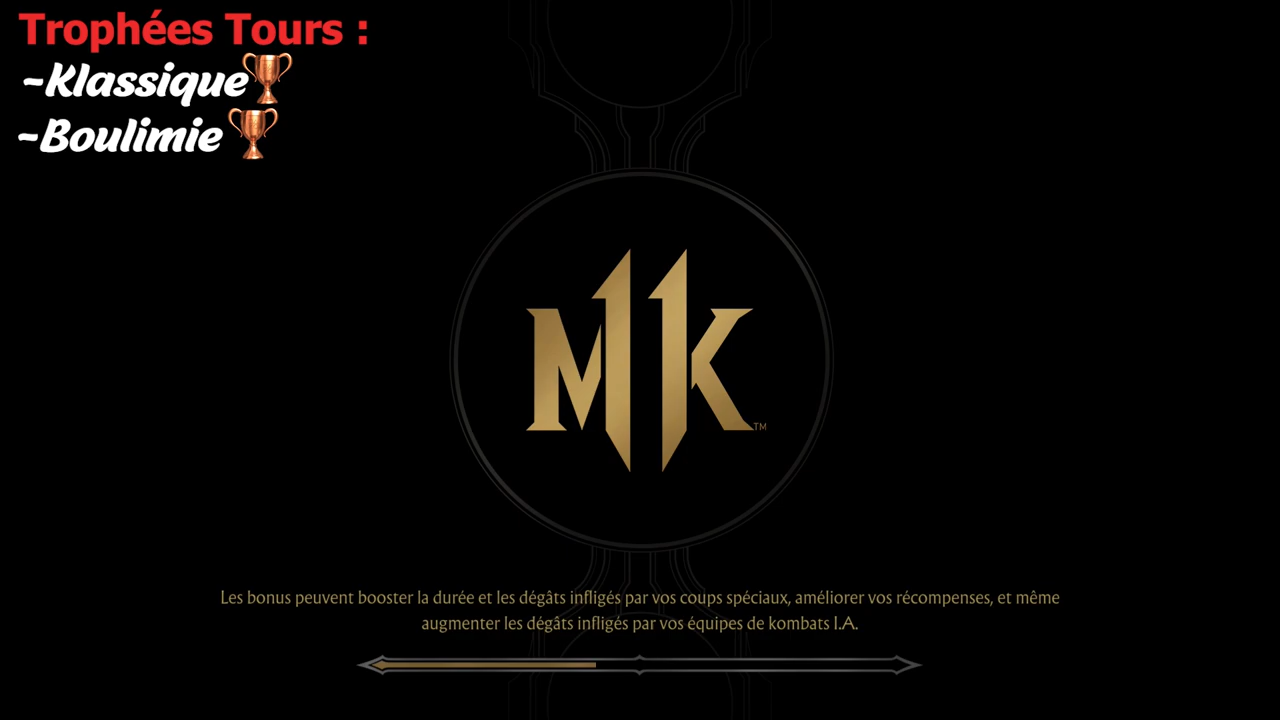 Trophées Tours :
~Klassique
~Boulimie
M11K
TM
Les bonus peuvent booster la durée et les dégâts infligés par vos coups spéciaux, améliorer vos récompenses, et même
augmenter les dégâts infligés par vos équipes de kombats I.A.